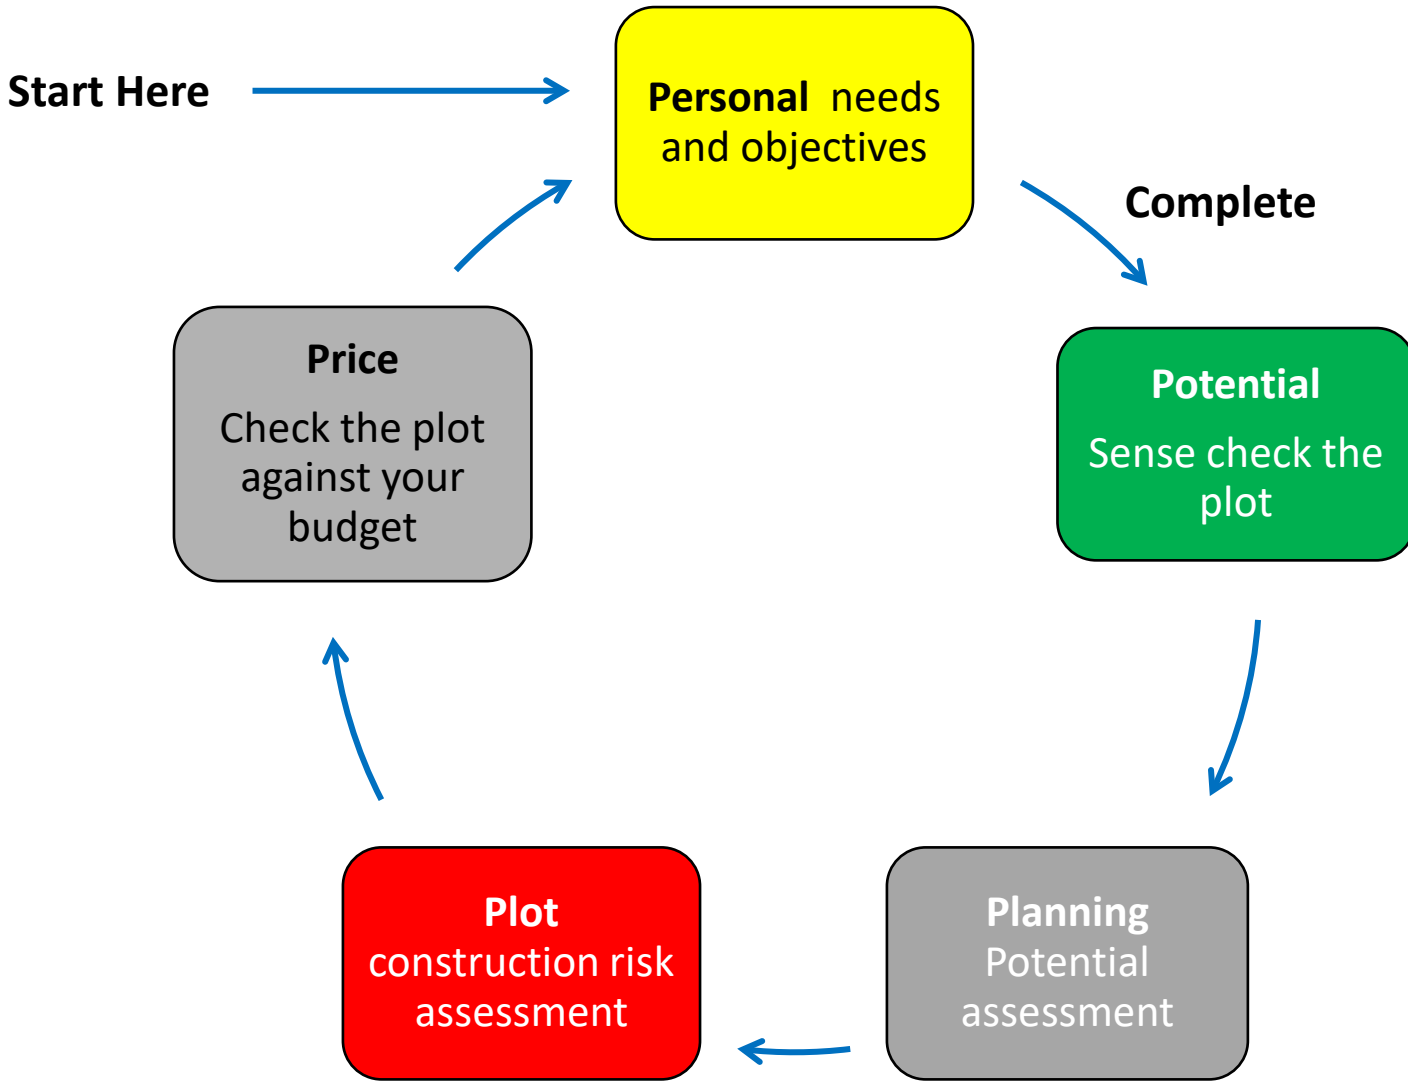 Start Here
Personal needs
and objectives
Complete
Potential
Sense check the
plot
Planning
Potential
assessment
Plot
construction risk
assessment
Price
Check the plot
against your
budget